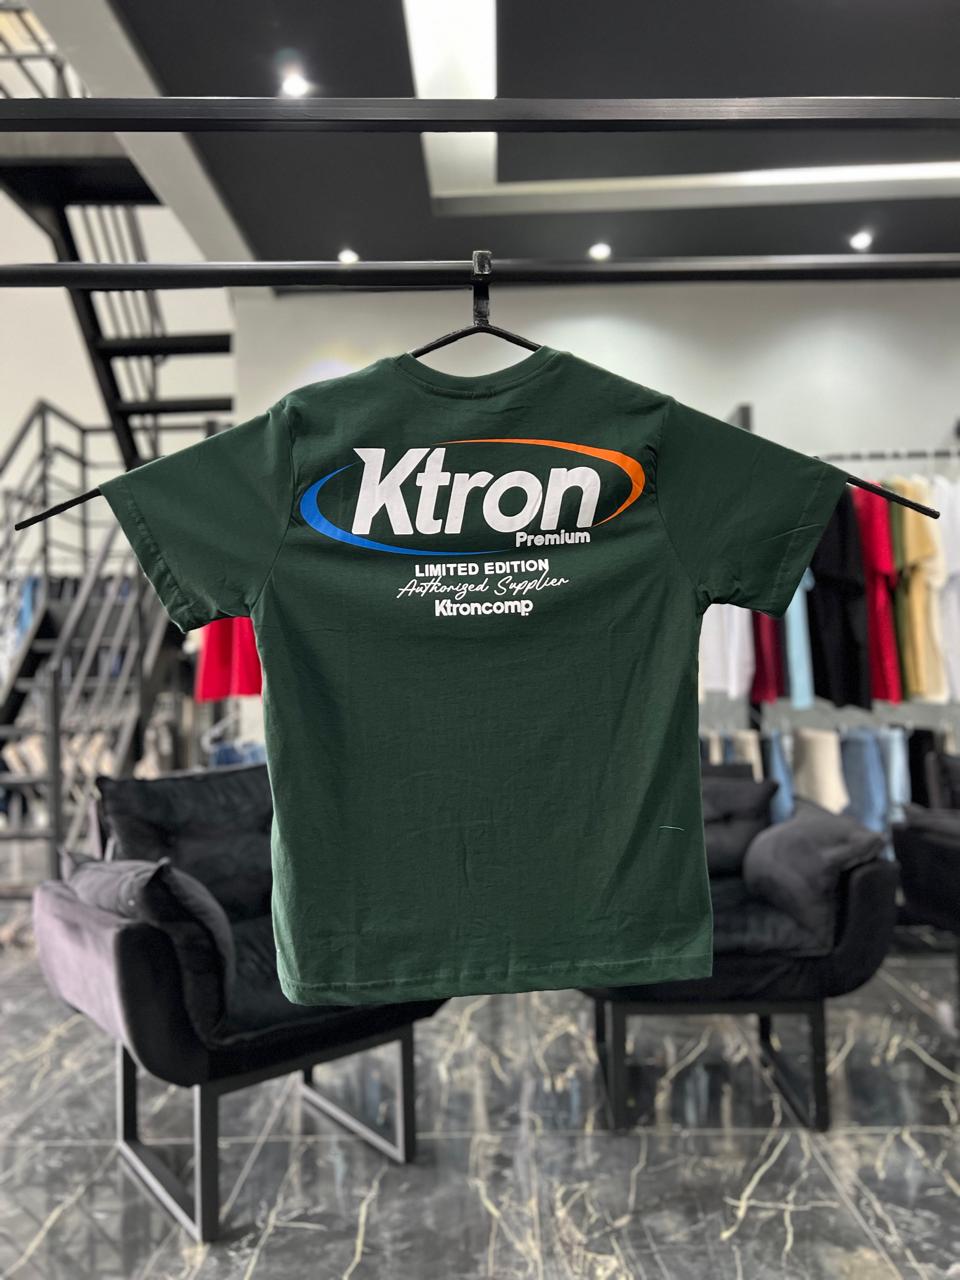 Ktron
Premium
LIMITED EDITION
Authorized Supplier
Ktroncomp